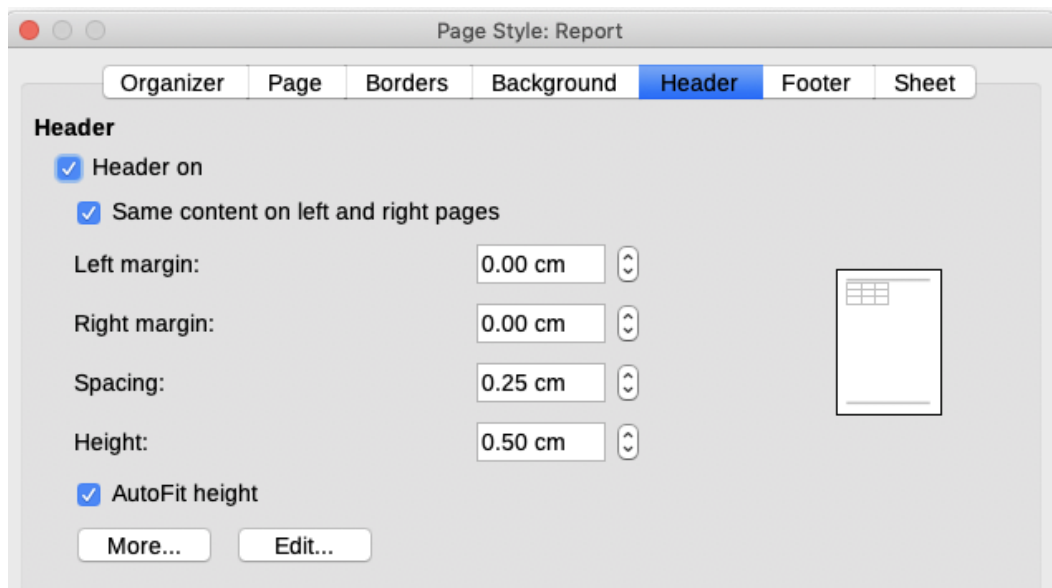 Page Style: Report
Organizer Page Borders Background Header Footer Sheet
Header
Header on
Same content on left and right pages
Left margin: 0.00 cm
Right margin: 0.00 cm
Spacing: 0.25 cm
Height: 0.50 cm
AutoFit height
More... Edit...